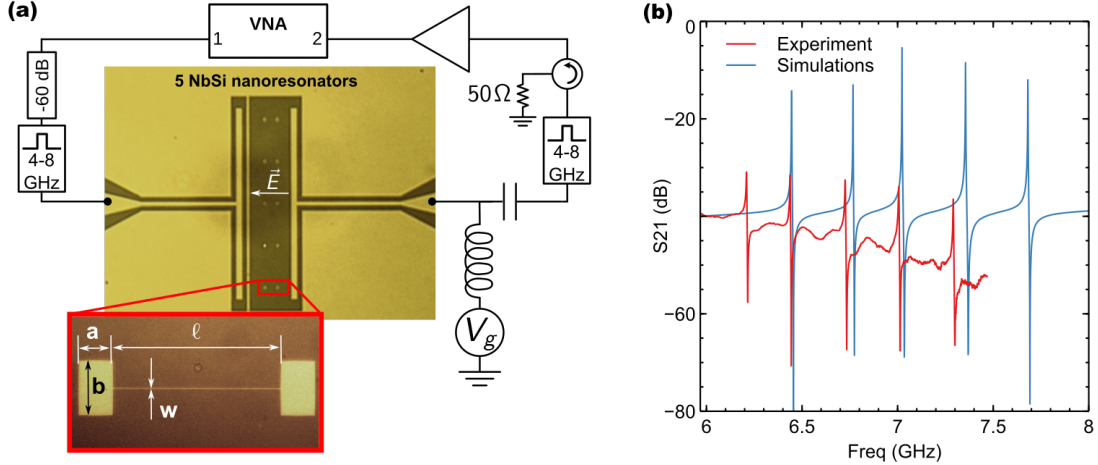 (a)
VNA
1 2
-60 dB
4-8
GHz
5 NbSi nanoresonators
E
50Ω
4-8
GHz
Vg
a
ℓ
b
w
(b)
0
−20
−40
−60
−80
S21 (dB)
Experiment
Simulations
6 6.5 7 7.5 8
Freq (GHz)